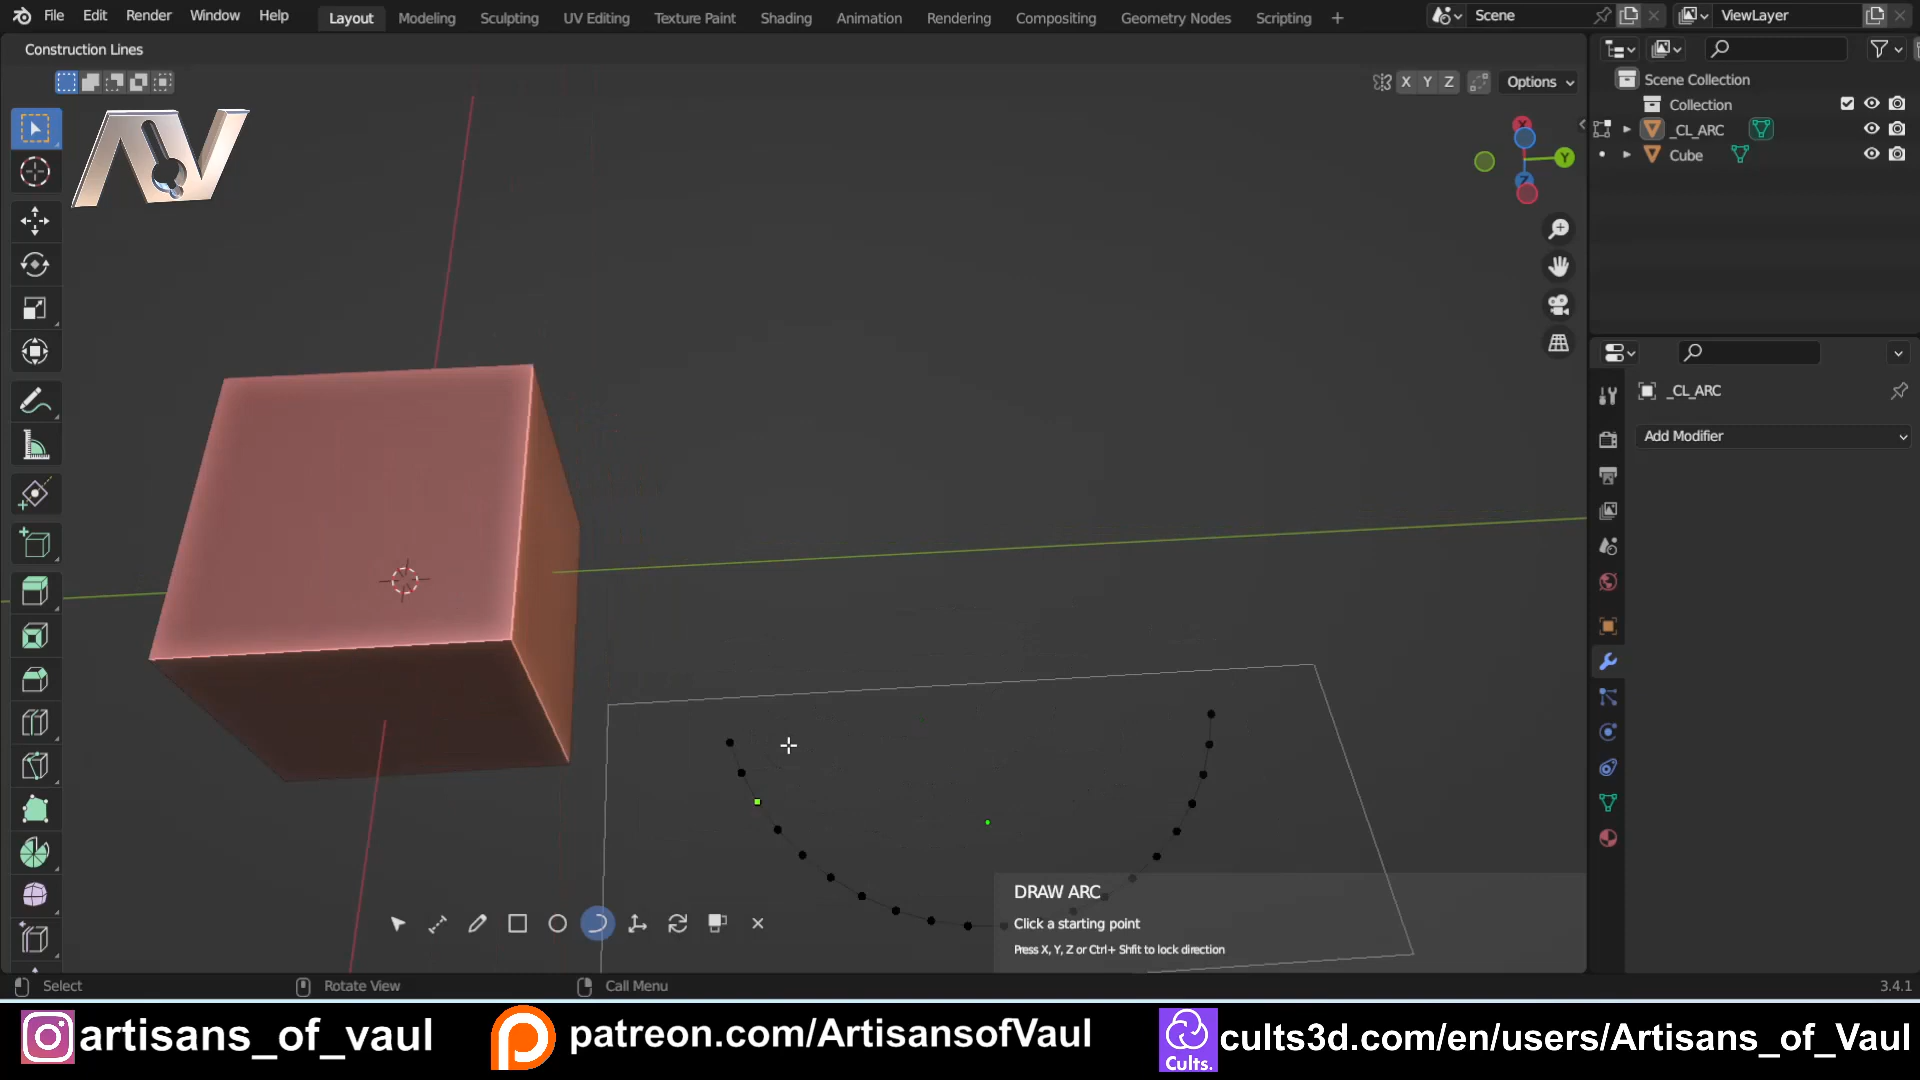 File Edit Render Window Help Layout Modeling Sculpting UV Editing Texture Paint Shading Animation Rendering Compositing Geometry Nodes Scripting + Scene ViewLayer
Construction Lines
X Y Z Options
Scene Collection
Collection
_CL_ARC
Cube
X
Y
Z
AV
_CL_ARC
Add Modifier
DRAW ARC
Click a starting point
Press X, Y, Z or Ctrl+ Shfit to lock direction
Select Rotate View Call Menu 3.4.1
artisans_of_vaul patreon.com/ArtisansofVaul cults3d.com/en/users/Artisans_of_Vaul
Cults.